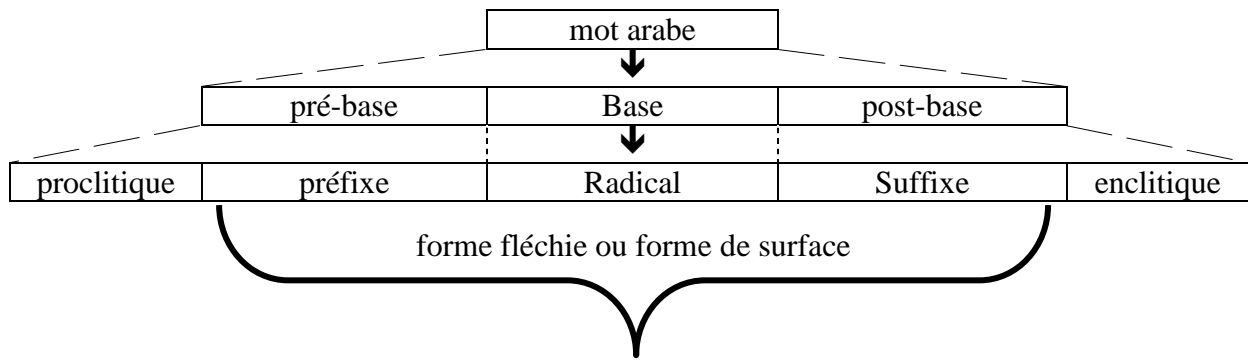 mot arabe
pré-base Base post-base
proclitique préfixe Radical Suffixe enclitique
forme fléchie ou forme de surface